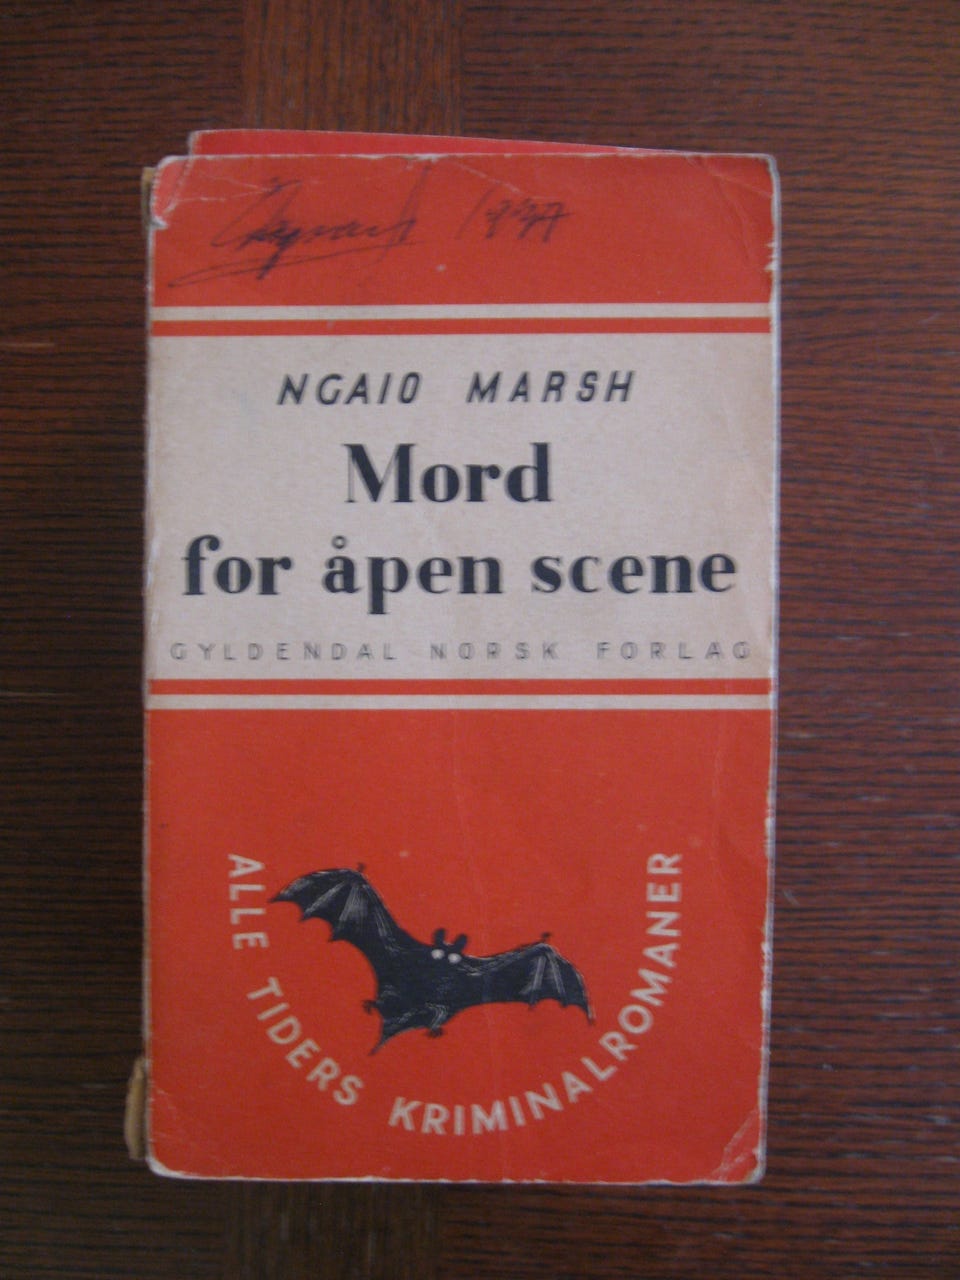 NGAIO MARSH
Mord
for åpen scene
GYLDENDAL NORSK FORLAG
ALLE TIDERS KRIMINALROMANER